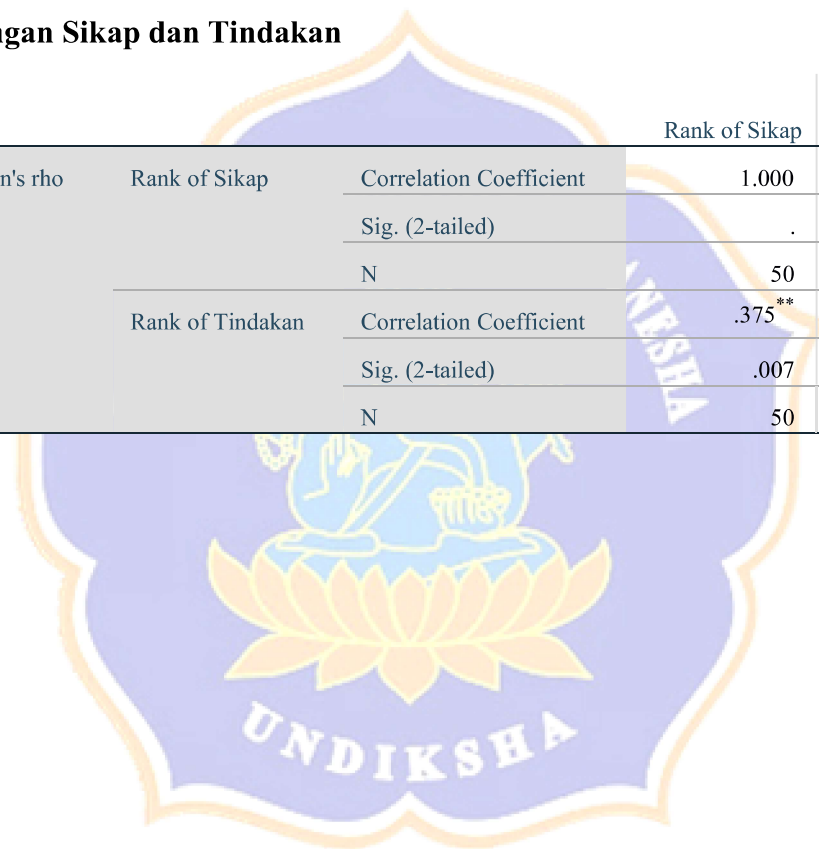 ngan Sikap dan Tindakan
Rank of Sikap
n's rho Rank of Sikap Correlation Coefficient 1.000
Sig. (2-tailed) .
N 50
Rank of Tindakan Correlation Coefficient .375**
Sig. (2-tailed) .007
N 50
NESHA
UNDIKSHA